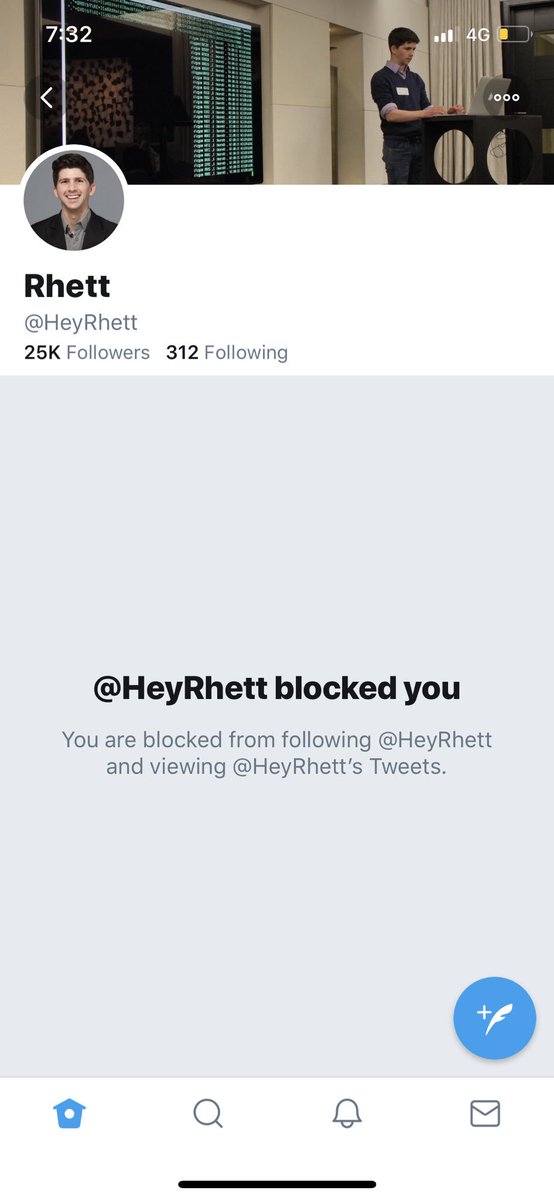 7:32
4G
Rhett
@HeyRhett
25K Followers 312 Following
@HeyRhett blocked you
You are blocked from following @HeyRhett
and viewing @HeyRhett’s Tweets.